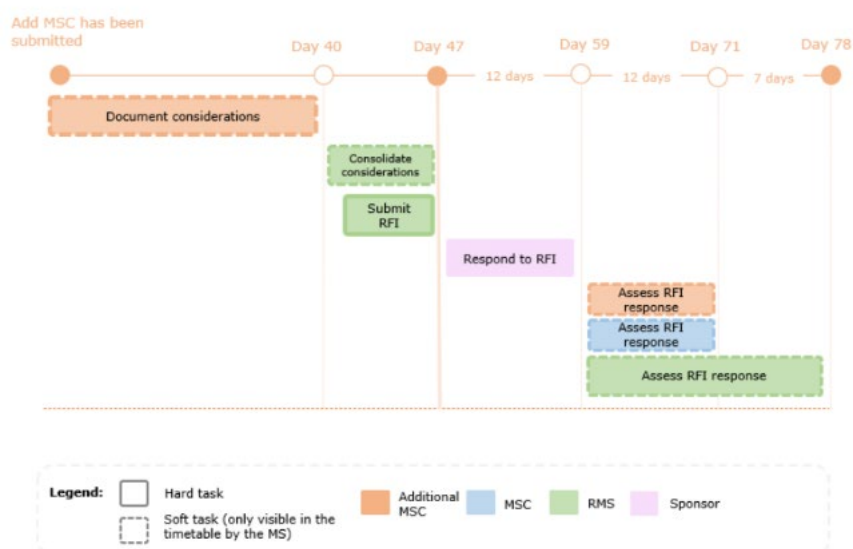 Add MSC has been
submitted
Day 40
Day 47
Day 59
Day 71
Day 78
12 days
12 days
7 days
Document considerations
Consolidate
considerations
Submit
RFI
Respond to RFI
Assess RFI
response
Assess RFI
response
Assess RFI response
Legend:
Hard task
Soft task (only visible in the
timetable by the MS)
Additional
MSC
MSC
RMS
Sponsor